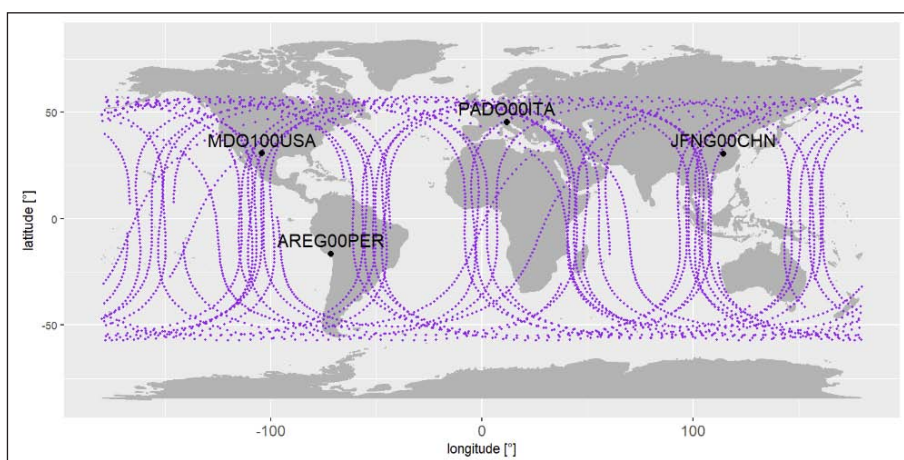 PADO00ITA
MDO100USA
JFNG00CHN
AREG00PER
50
0
-50
latitude [°]
-100
0
100
longitude [°]